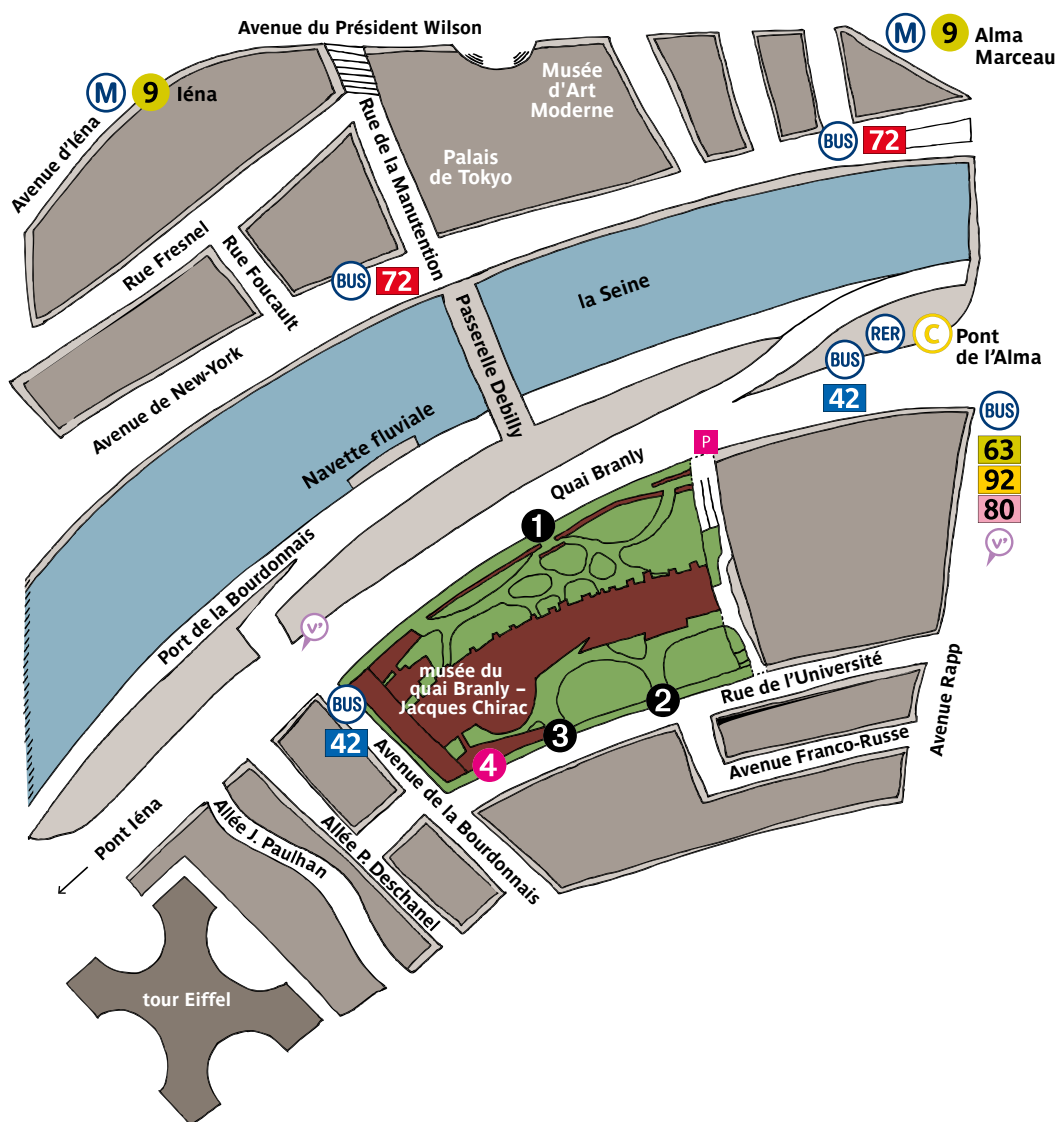 Avenue du Président Wilson
M 9 Alma
Marceau
M 9 Iéna
Avenue d'Iéna
Musée
d'Art
Moderne
Palais
de Tokyo
Rue de la Manutention
BUS 72
Rue Fresnel
Rue Foucault
BUS 72
la Seine
Passerelle Debilly
Avenue de New-York
Navette fluviale
RER C Pont
de l'Alma
BUS
42
BUS
63
92
80
V'
P
Quai Branly
1
Port de la Bourdonnais
V'
musée du
quai Branly –
Jacques Chirac
2
3
4
Rue de l'Université
Avenue Rapp
Avenue Franco-Russe
BUS
42
Avenue de la Bourdonnais
Pont Iéna
Allée J. Paulhan
Allée P. Deschanel
tour Eiffel